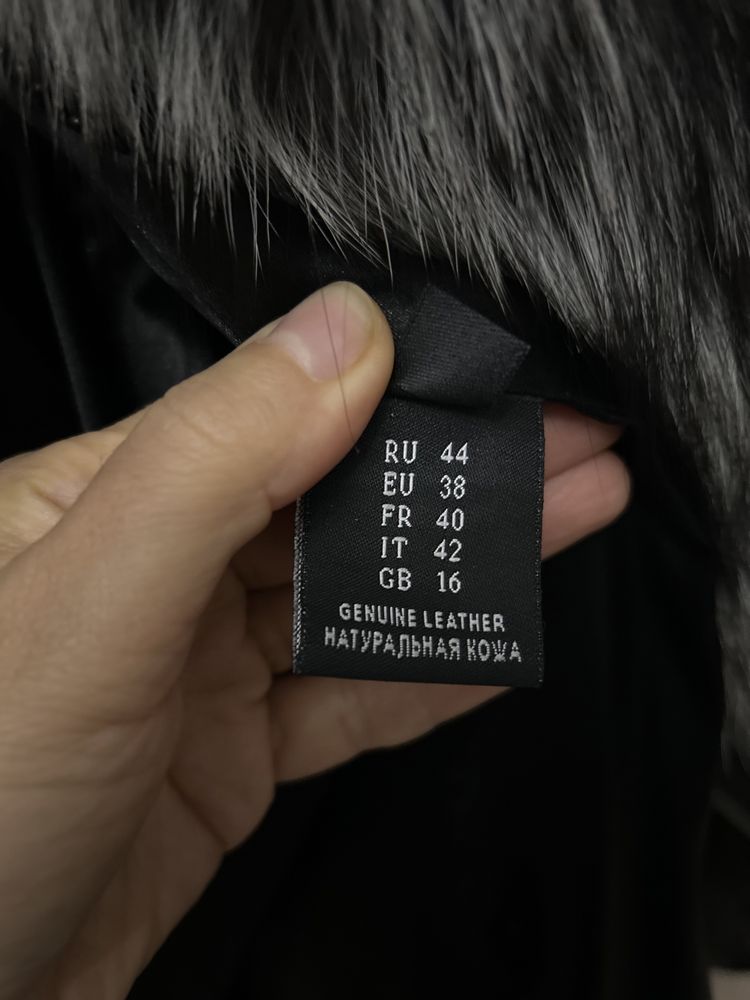 RU 44
EU 38
FR 40
IT 42
GB 16
GENUINE LEATHER
НАТУРАЛЬНАЯ КОЖА